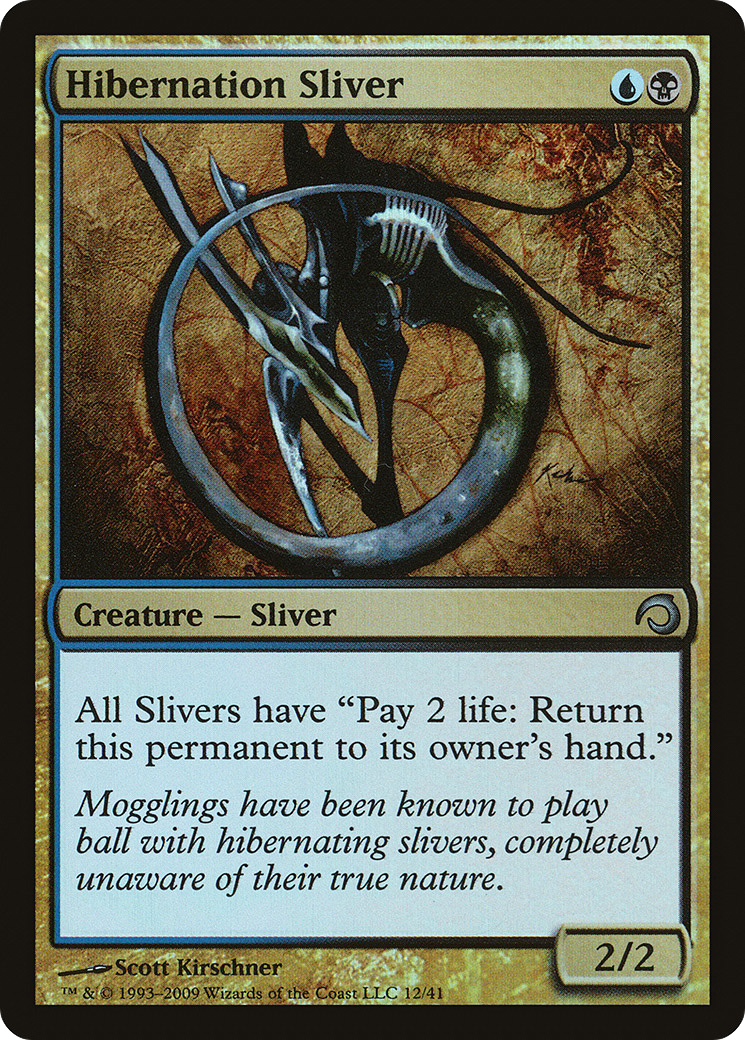 Hibernation Sliver
Creature — Sliver
All Slivers have “Pay 2 life: Return
this permanent to its owner’s hand.”
Mogglings have been known to play
ball with hibernating slivers, completely
unaware of their true nature.
2/2
Scott Kirschner
™ & © 1993–2009 Wizards of the Coast LLC 12/41